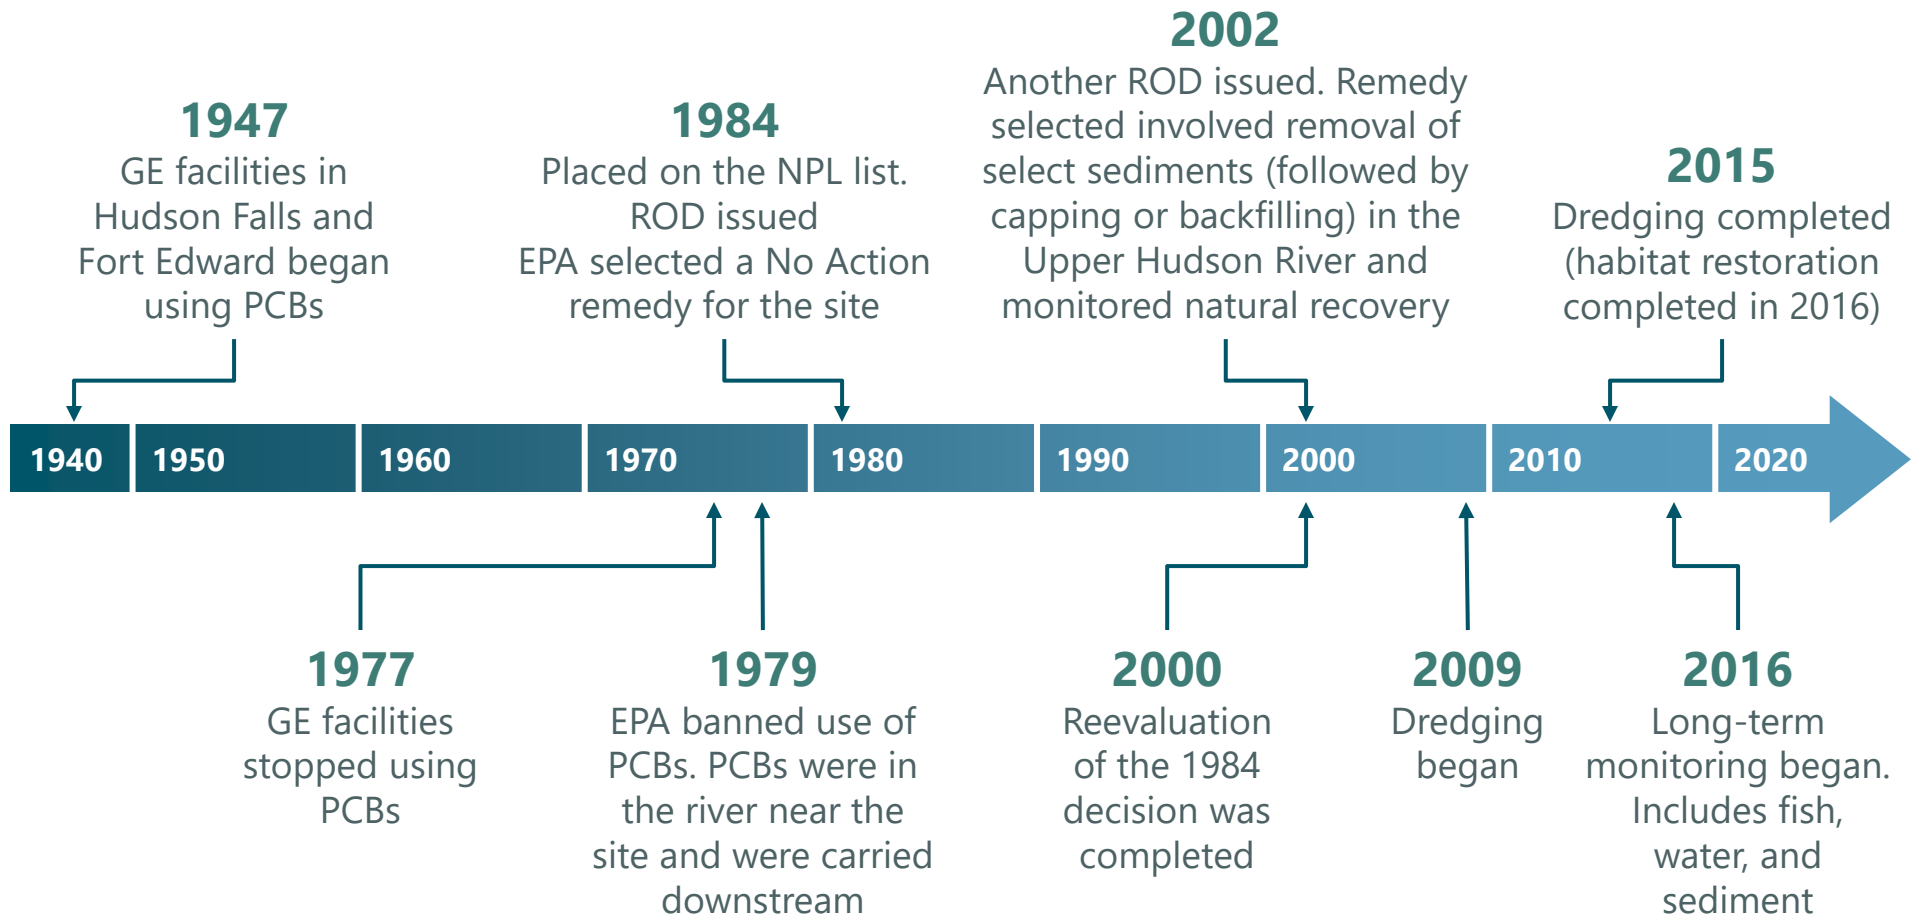 1947
GE facilities in
Hudson Falls and
Fort Edward began
using PCBs
1984
Placed on the NPL list.
ROD issued
EPA selected a No Action
remedy for the site
2002
Another ROD issued. Remedy
selected involved removal of
select sediments (followed by
capping or backfilling) in the
Upper Hudson River and
monitored natural recovery
2015
Dredging completed
(habitat restoration
completed in 2016)
1940 1950 1960 1970 1980 1990 2000 2010 2020
1977
GE facilities
stopped using
PCBs
1979
EPA banned use of
PCBs. PCBs were in
the river near the
site and were carried
downstream
2000
Reevaluation
of the 1984
decision was
completed
2009
Dredging
began
2016
Long-term
monitoring began.
Includes fish,
water, and
sediment